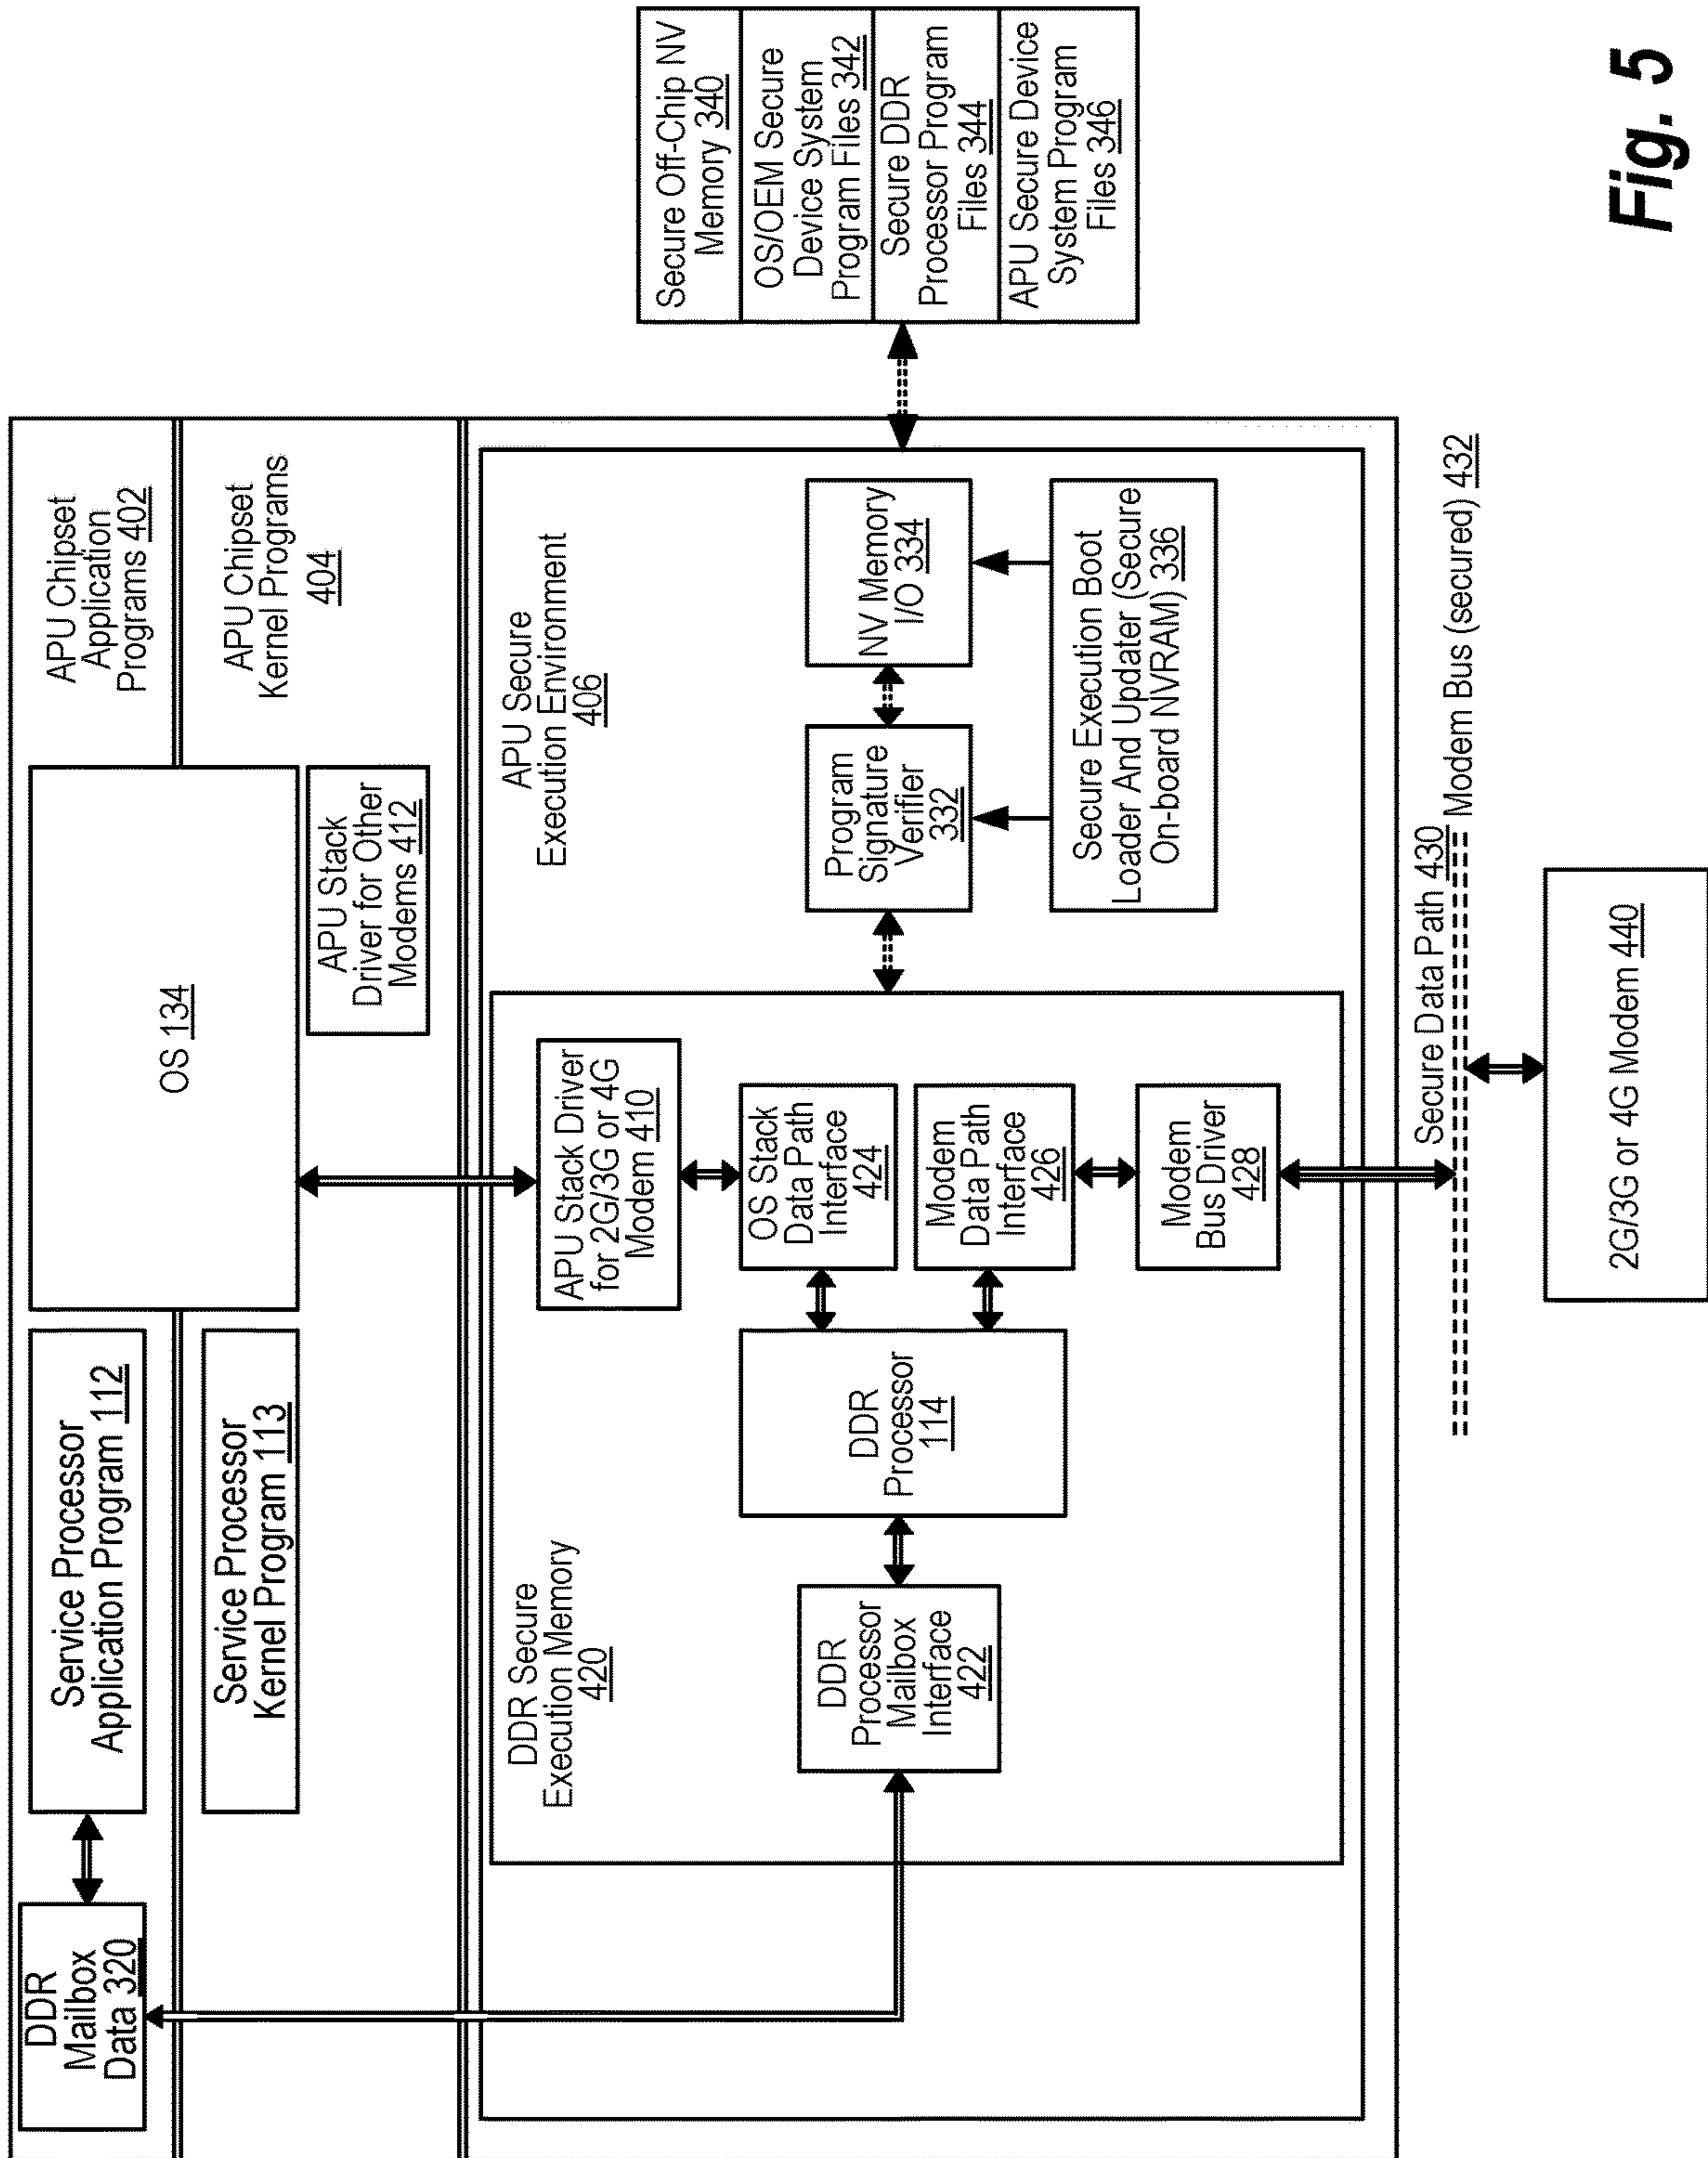 DDR
Mailbox
Data 320
Service Processor
Application Program 112
OS 134
APU Chipset
Application
Programs 402
Service Processor
Kernel Program 113
APU Stack
Driver for Other
Modems 412
APU Chipset
Kernel Programs
404
DDR Secure
Execution Memory
420
APU Stack Driver
for 2G/3G or 4G
Modem 410
APU Secure
Execution Environment
406
DDR
Processor
Mailbox
Interface
422
DDR
Processor
114
OS Stack
Data Path
Interface
424
Modem
Data Path
Interface
426
Modem
Bus Driver
428
Program
Signature
Verifier
332
NV Memory
I/O 334
Secure Execution Boot
Loader And Updater (Secure
On-board NVRAM) 336
Secure Off-Chip NV
Memory 340
OS/OEM Secure
Device System
Program Files 342
Secure DDR
Processor Program
Files 344
APU Secure Device
System Program
Files 346
Secure Data Path 430
Modem Bus (secured) 432
2G/3G or 4G Modem 440
Fig. 5